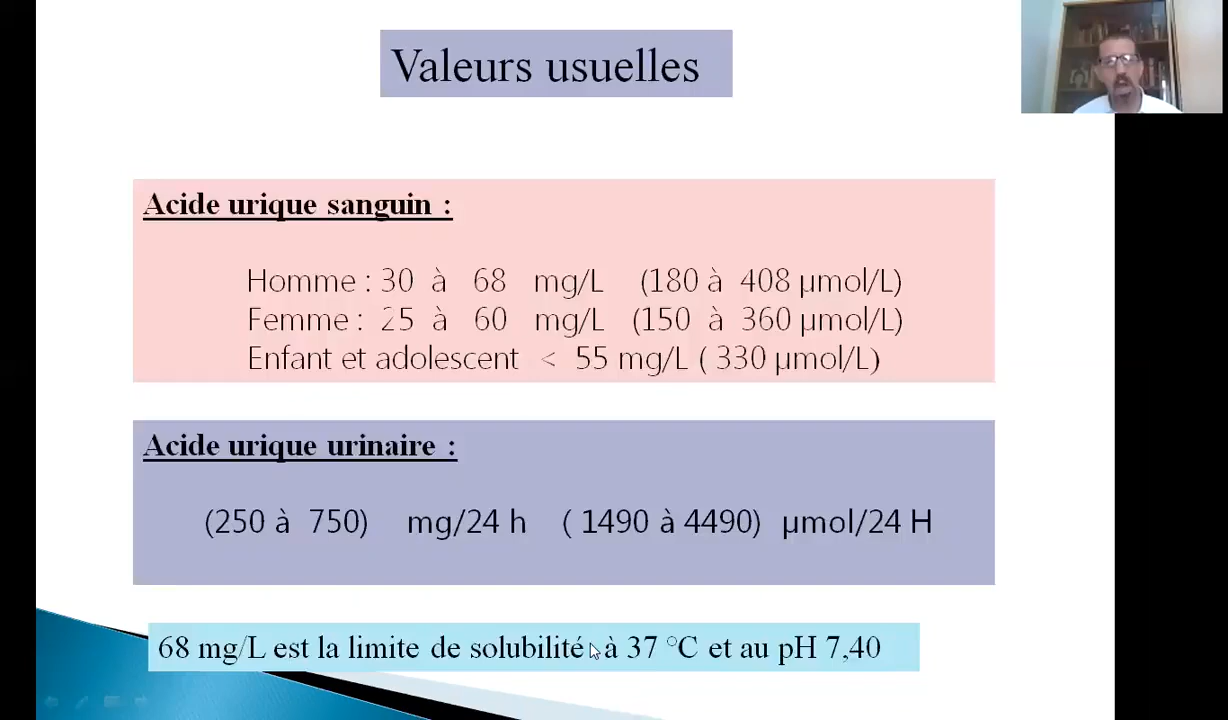 Valeurs usuelles
Acide urique sanguin :
Homme : 30 à 68 mg/L (180 à 408 µmol/L)
Femme : 25 à 60 mg/L (150 à 360 µmol/L)
Enfant et adolescent < 55 mg/L ( 330 µmol/L)
Acide urique urinaire :
(250 à 750) mg/24 h ( 1490 à 4490) µmol/24 H
68 mg/L est la limite de solubilité à 37 °C et au pH 7,40